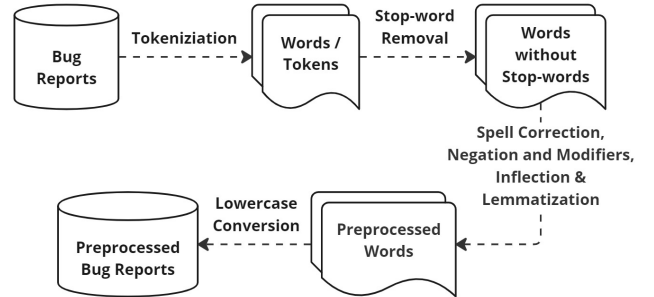 Bug
Reports
Tokeniziation
Words /
Tokens
Stop-word
Removal
Words
without
Stop-words
Spell Correction,
Negation and Modifiers,
Inflection &
Lemmatization
Preprocessed
Words
Lowercase
Conversion
Preprocessed
Bug Reports